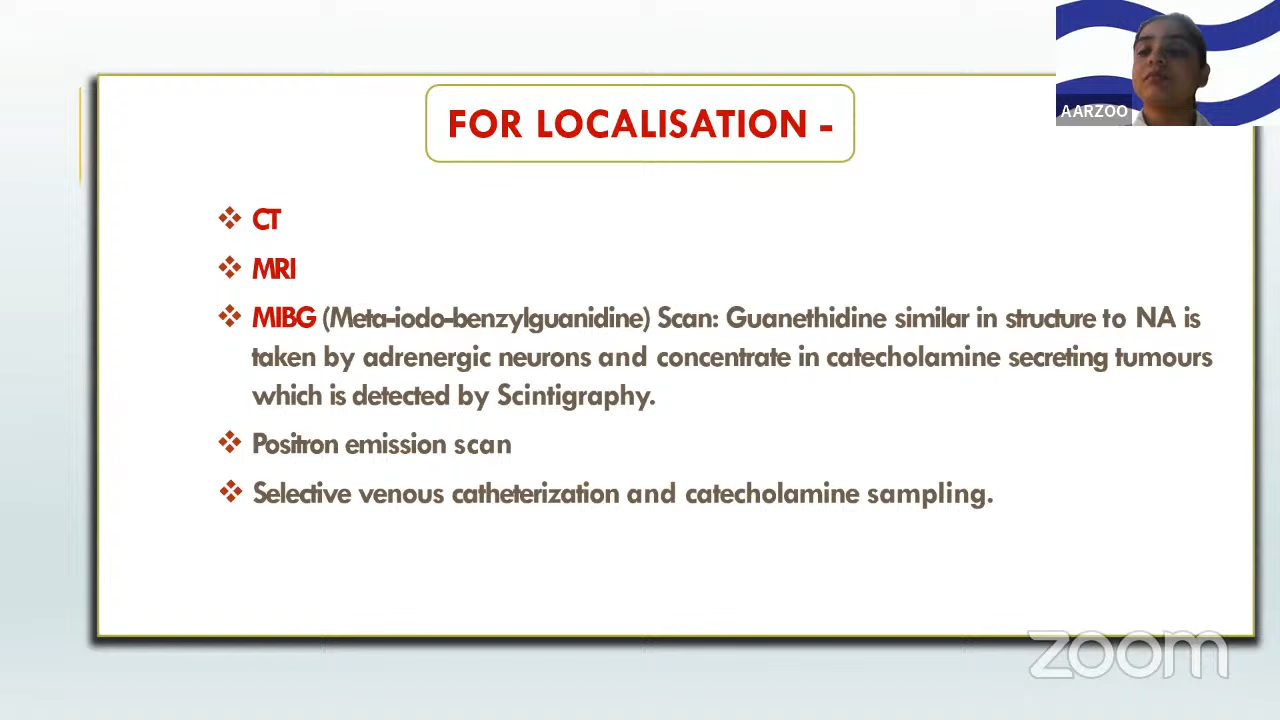 FOR LOCALISATION -
AARZOO
CT
MRI
MIBG (Meta-iodo-benzylguanidine) Scan: Guanethidine similar in structure to NA is
taken by adrenergic neurons and concentrate in catecholamine secreting tumours
which is detected by Scintigraphy.
Positron emission scan
Selective venous catheterization and catecholamine sampling.
zoom